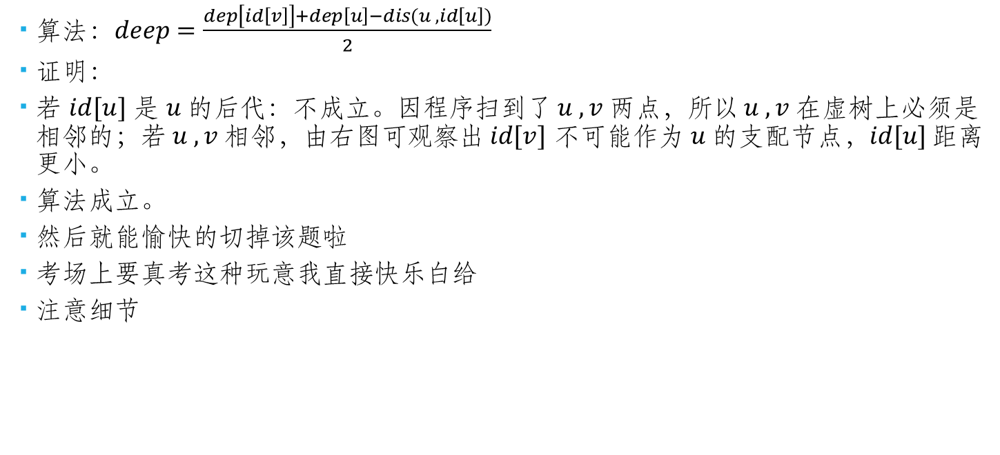 算法：deep = \frac{dep[id[v]]+dep[u]−dis(u ,id[u])}{2}
证明：
若 id[u] 是 u 的后代：不成立。因程序扫到了 u , v 两点，所以 u , v 在虚树上必须是
相邻的；若 u , v 相邻，由右图可观察出 id[v] 不可能作为 u 的支配节点，id[u] 距离
更小。
算法成立。
然后就能愉快的切掉该题啦
考场上要真考这种玩意我直接快乐白给
注意细节